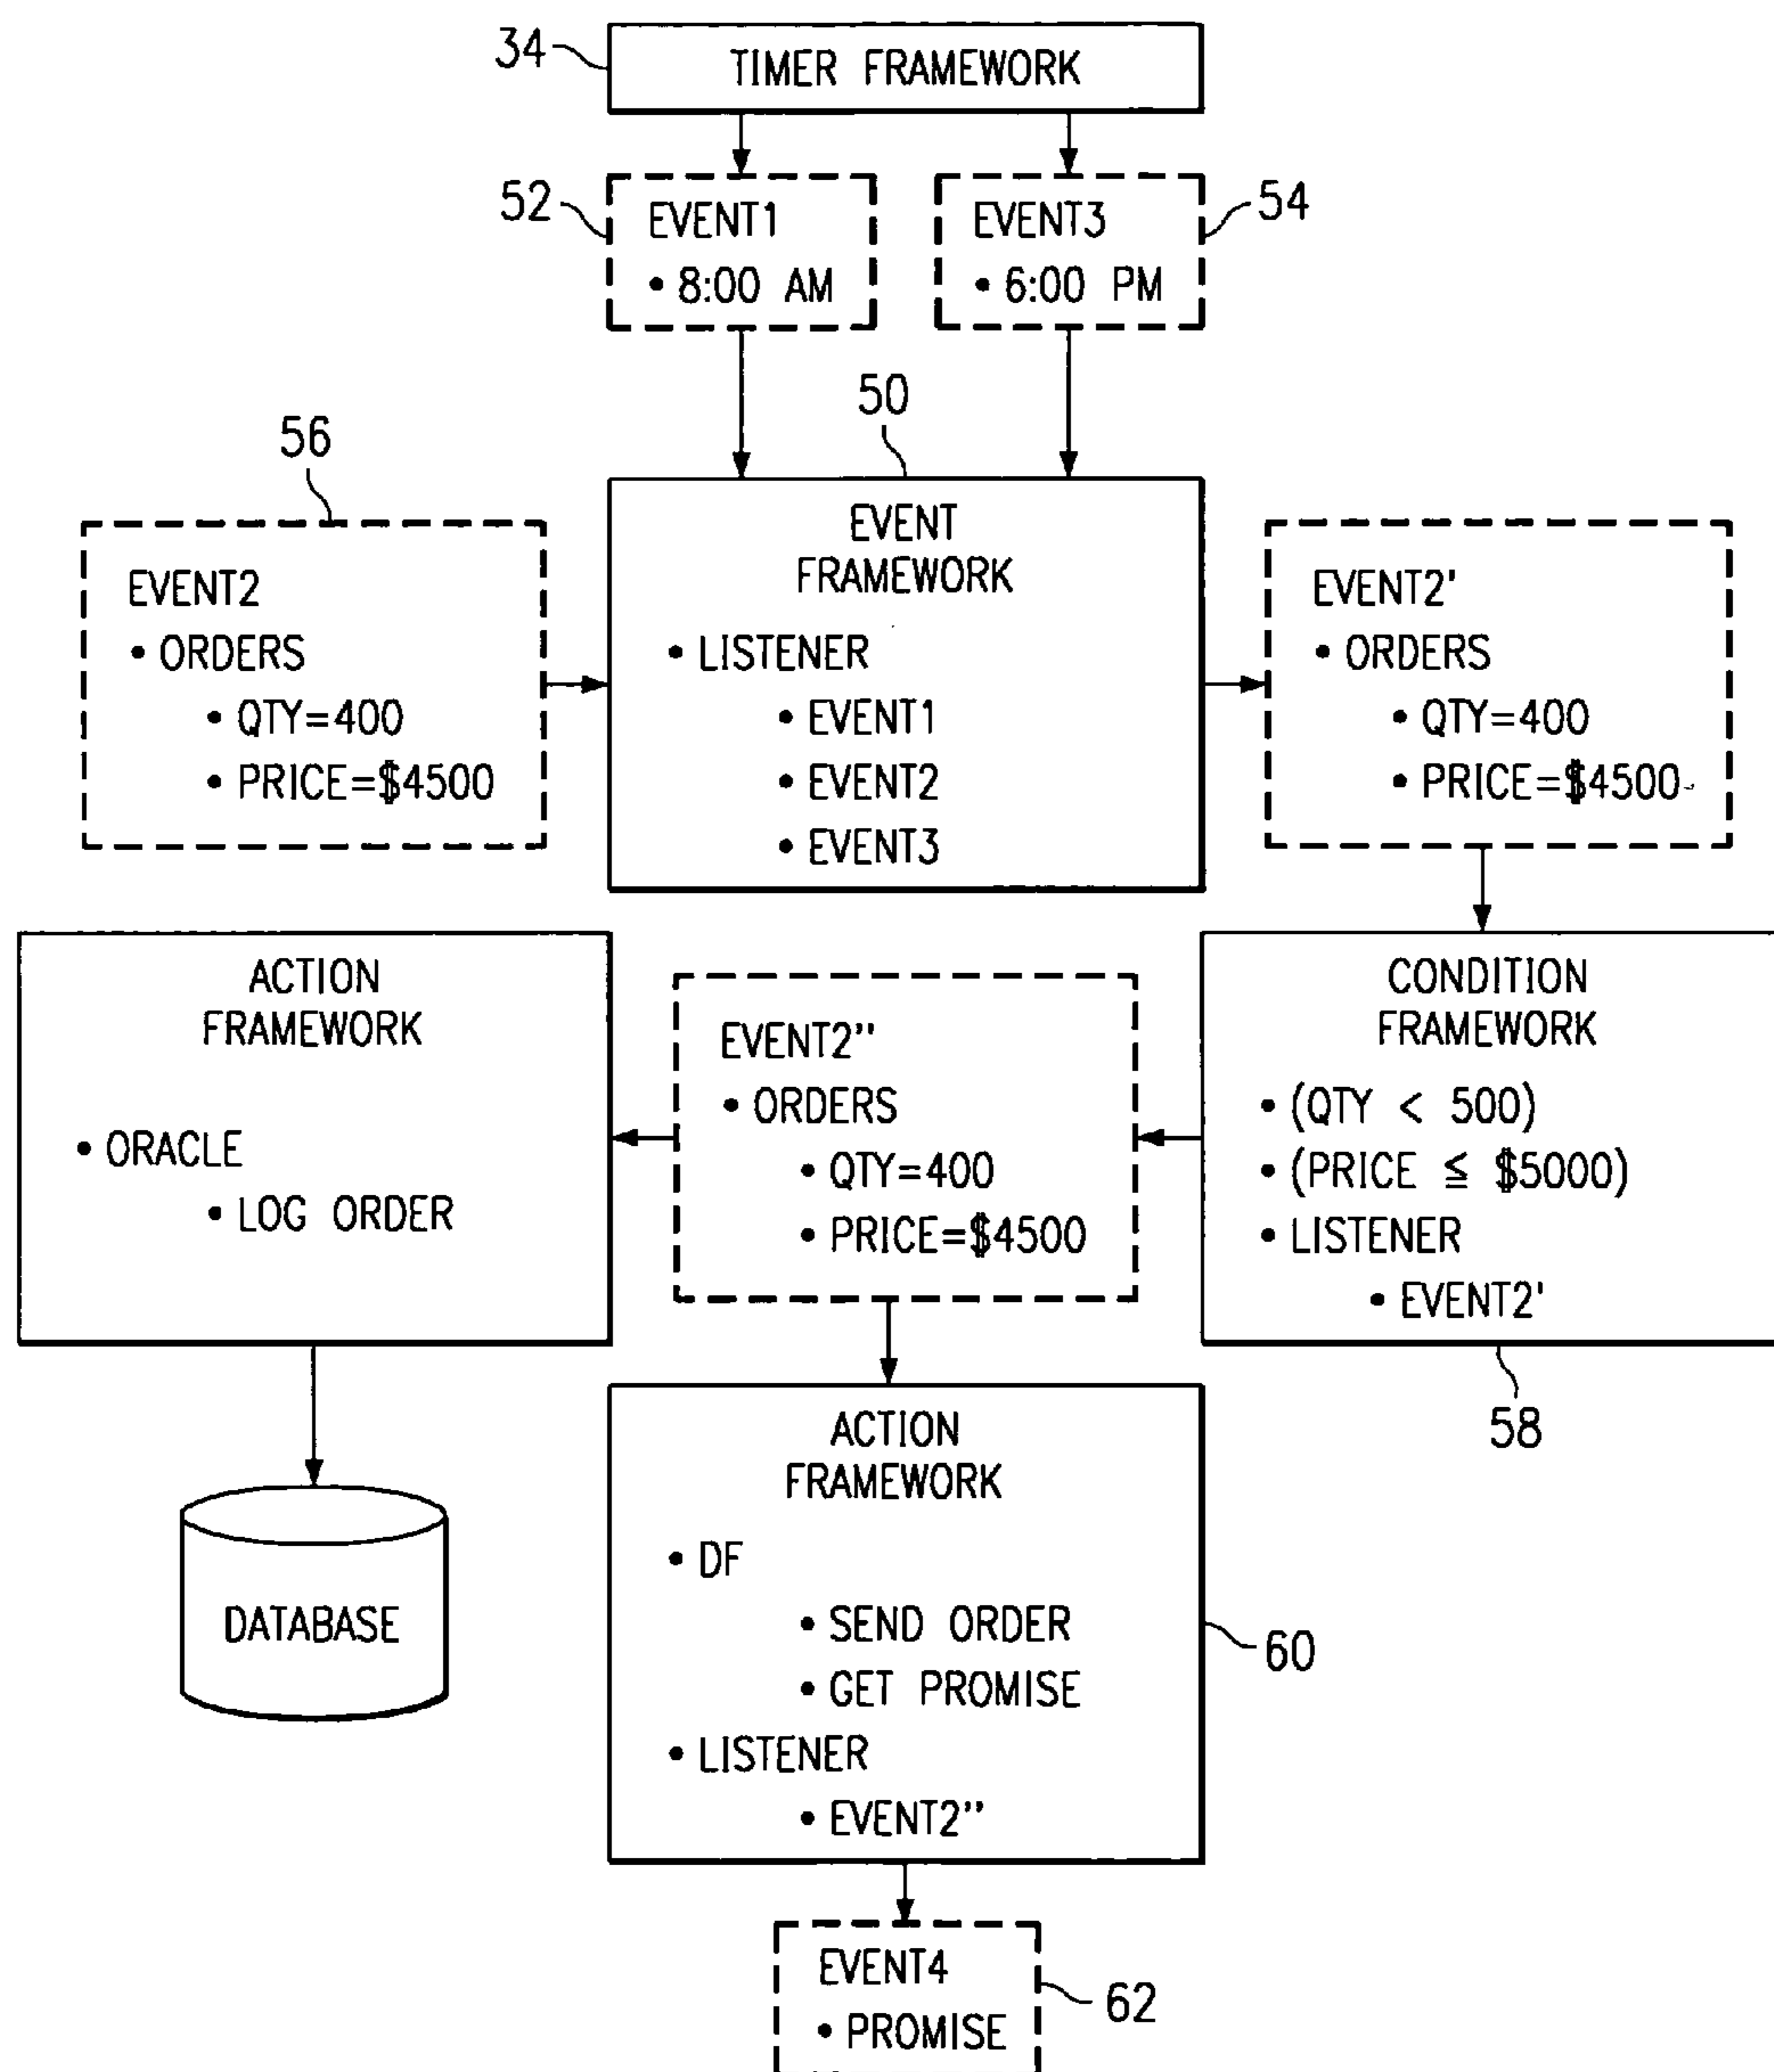 34
TIMER FRAMEWORK
52
EVENT1
• 8:00 AM
EVENT3
• 6:00 PM
54
50
56
EVENT2
• ORDERS
• QTY=400
• PRICE=$4500
EVENT
FRAMEWORK
• LISTENER
• EVENT1
• EVENT2
• EVENT3
EVENT2'
• ORDERS
• QTY=400
• PRICE=$4500
ACTION
FRAMEWORK
• ORACLE
• LOG ORDER
EVENT2''
• ORDERS
• QTY=400
• PRICE=$4500
CONDITION
FRAMEWORK
• (QTY < 500)
• (PRICE ≦ $5000)
• LISTENER
• EVENT2'
58
DATABASE
ACTION
FRAMEWORK
• DF
• SEND ORDER
• GET PROMISE
• LISTENER
• EVENT2''
60
EVENT4
• PROMISE
62